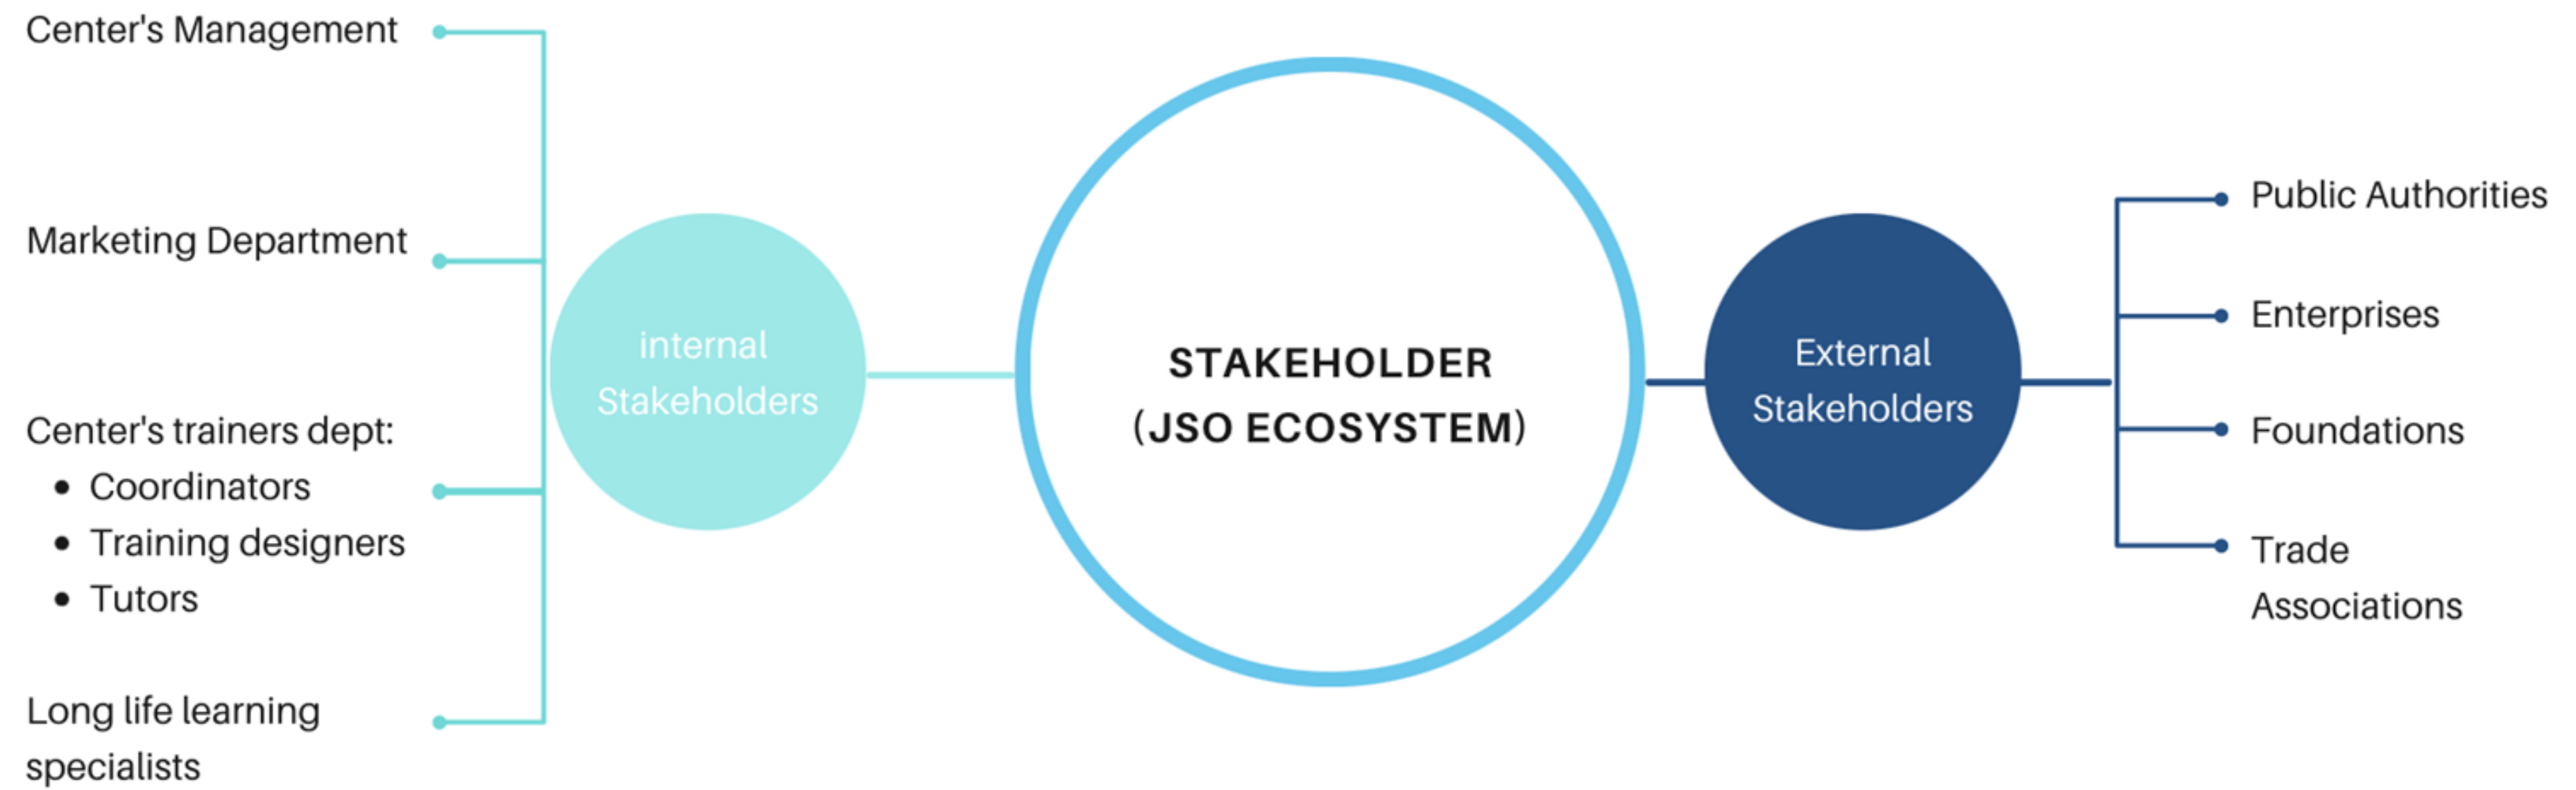 Center's Management
Marketing Department
Center's trainers dept:
• Coordinators
• Training designers
• Tutors
Long life learning
specialists
internal
Stakeholders
STAKEHOLDER
(JSO ECOSYSTEM)
External
Stakeholders
Public Authorities
Enterprises
Foundations
Trade
Associations